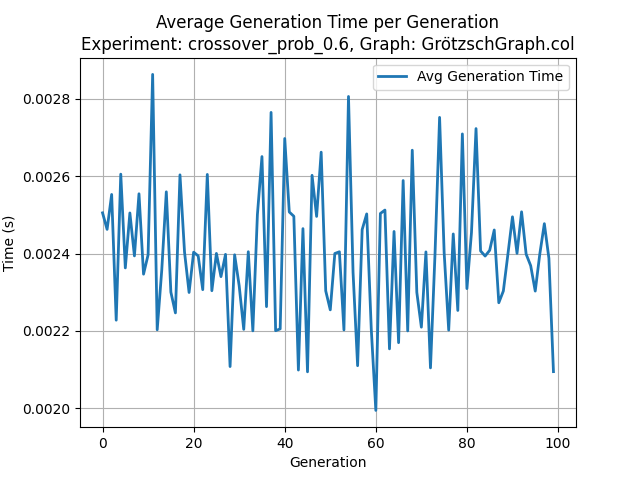 Average Generation Time per Generation
Experiment: crossover_prob_0.6, Graph: GrötzschGraph.col
Avg Generation Time
Time (s)
0.0028
0.0026
0.0024
0.0022
0.0020
0 20 40 60 80 100
Generation